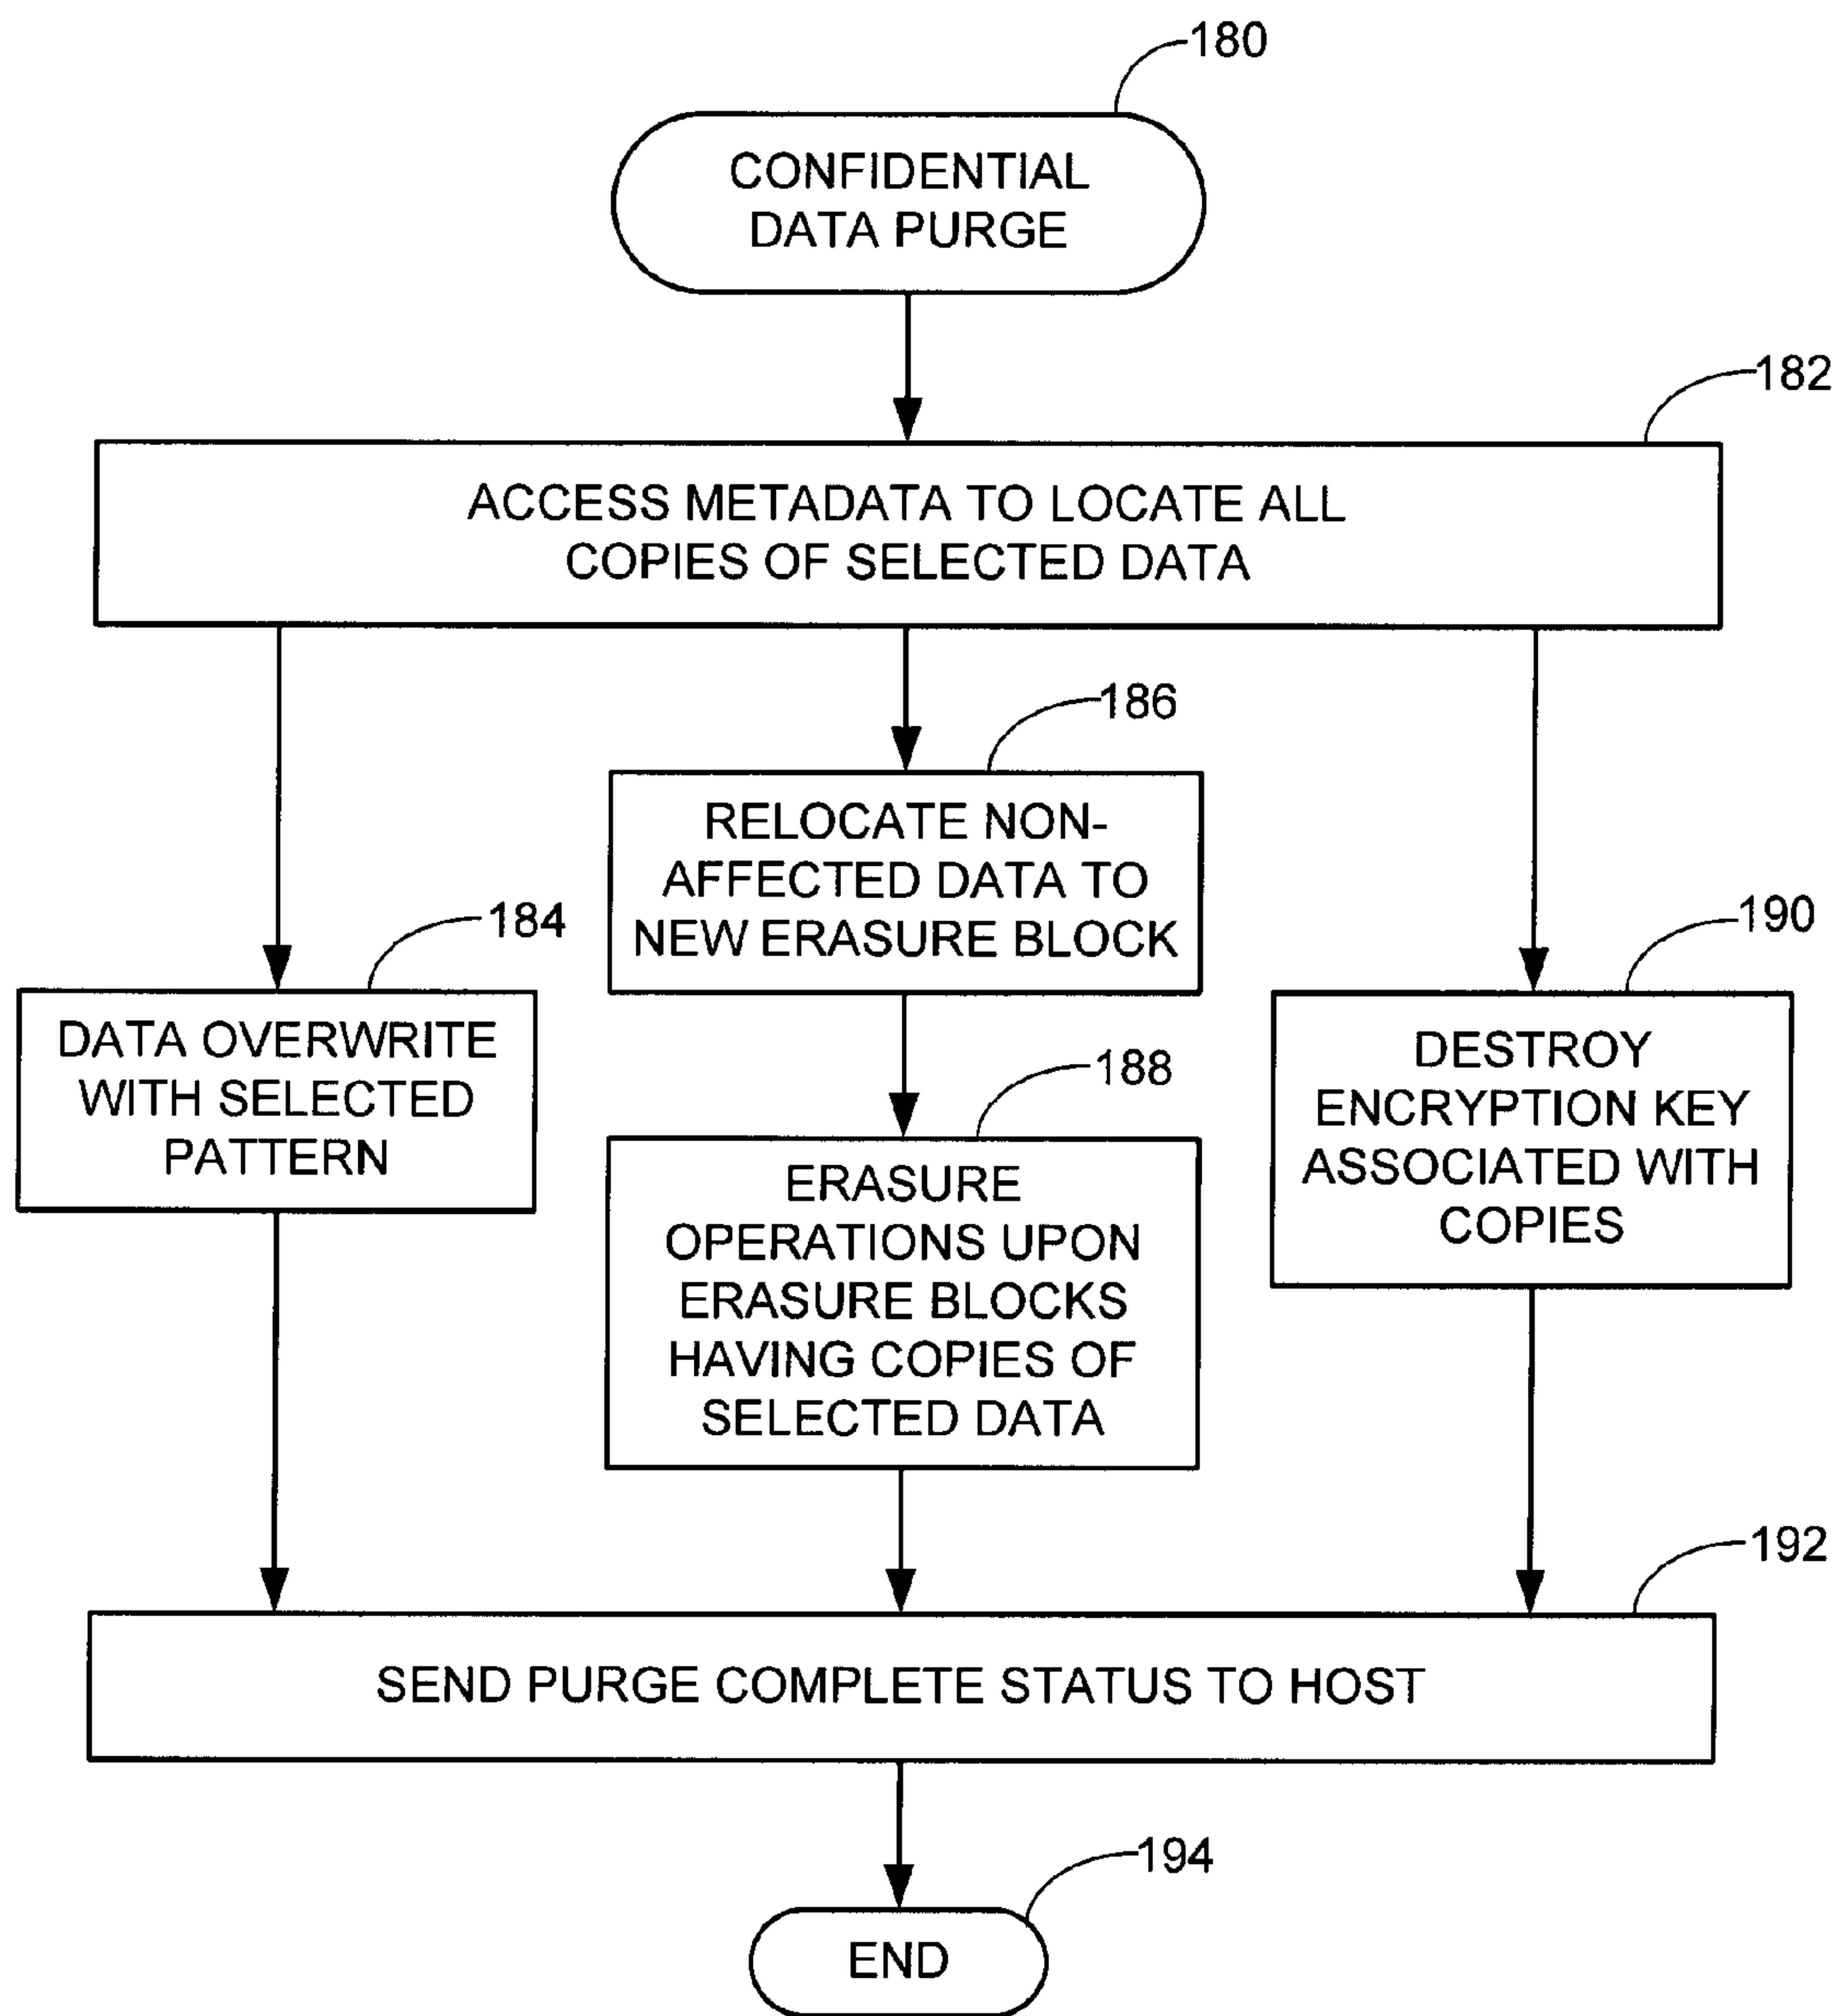 180
CONFIDENTIAL
DATA PURGE
182
ACCESS METADATA TO LOCATE ALL
COPIES OF SELECTED DATA
186
RELOCATE NON-
AFFECTED DATA TO
NEW ERASURE BLOCK
184
DATA OVERWRITE
WITH SELECTED
PATTERN
190
DESTROY
ENCRYPTION KEY
ASSOCIATED WITH
COPIES
188
ERASURE
OPERATIONS UPON
ERASURE BLOCKS
HAVING COPIES OF
SELECTED DATA
192
SEND PURGE COMPLETE STATUS TO HOST
194
END